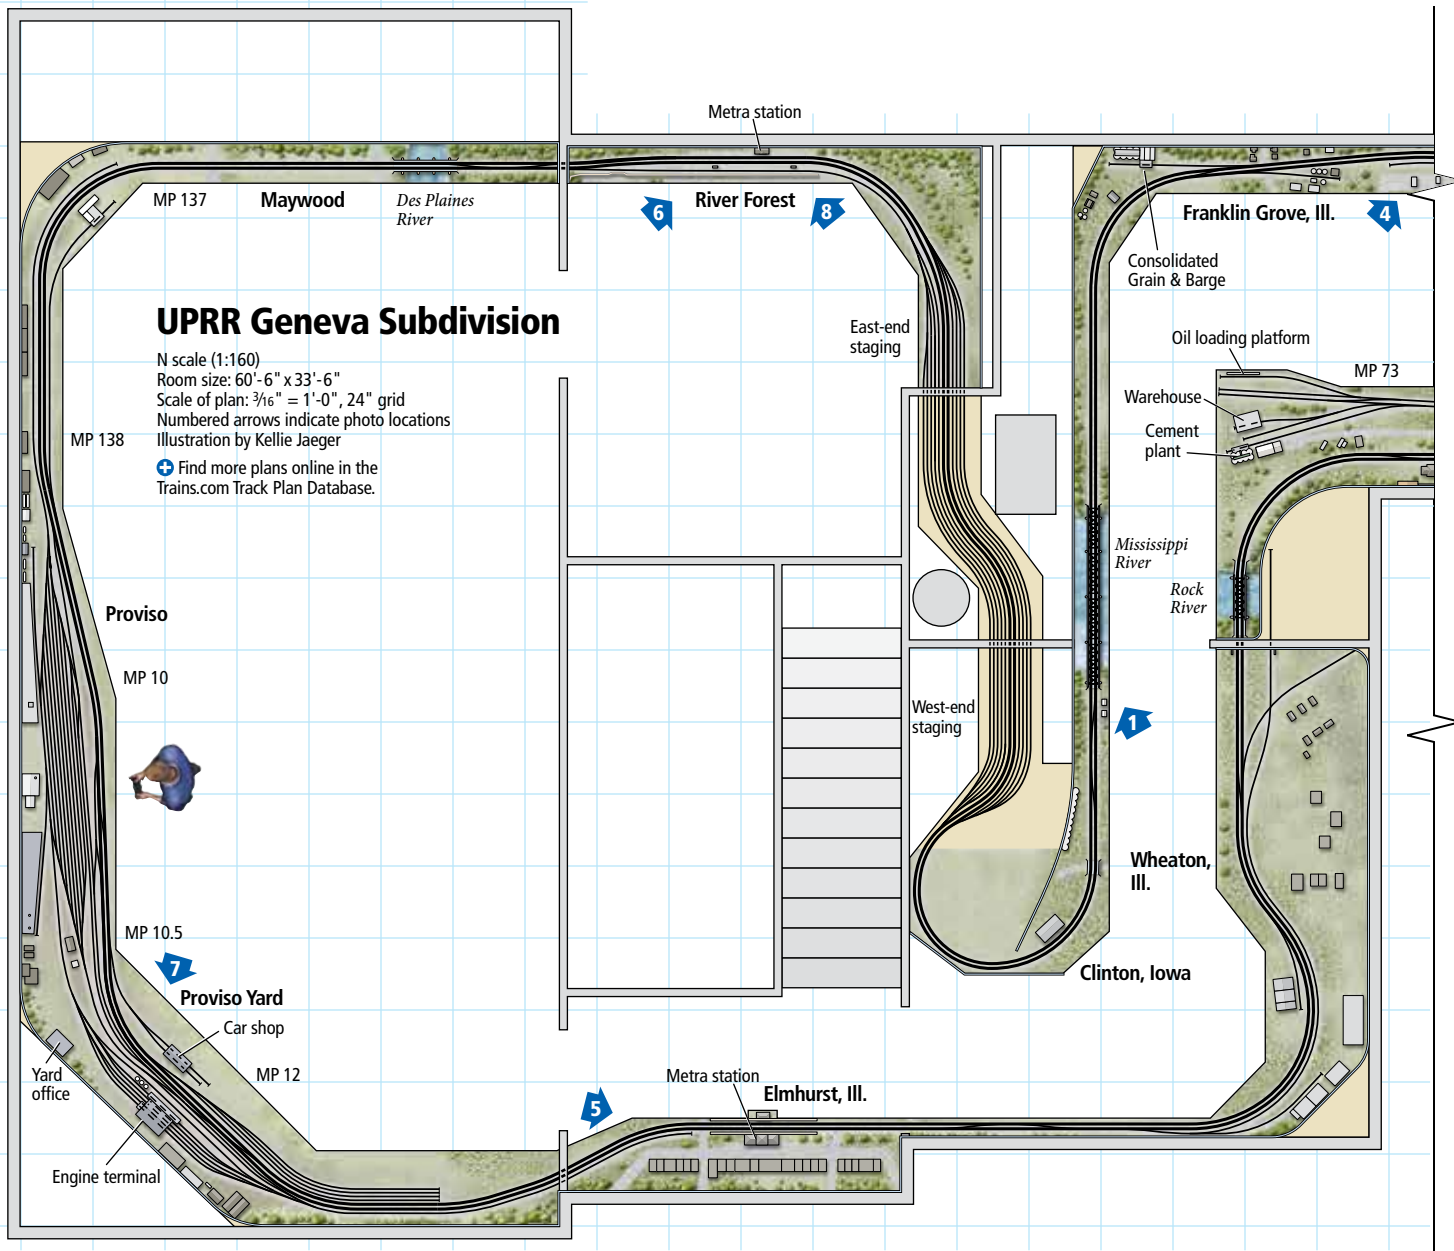 Metra station
MP 137
Maywood
Des Plaines
River
6
River Forest
8
Franklin Grove, Ill.
4
Consolidated
Grain & Barge
UPRR Geneva Subdivision
N scale (1:160)
Room size: 60'-6" x 33'-6"
Scale of plan: 3/16" = 1'-0", 24" grid
Numbered arrows indicate photo locations
Illustration by Kellie Jaeger
Find more plans online in the
Trains.com Track Plan Database.
East-end
staging
Oil loading platform
MP 73
Warehouse
Cement
plant
MP 138
Mississippi
River
Rock
River
Proviso
MP 10
West-end
staging
1
Wheaton,
Ill.
MP 10.5
7
Proviso Yard
Clinton, Iowa
Car shop
Yard
office
MP 12
Metra station
Elmhurst, Ill.
5
Engine terminal